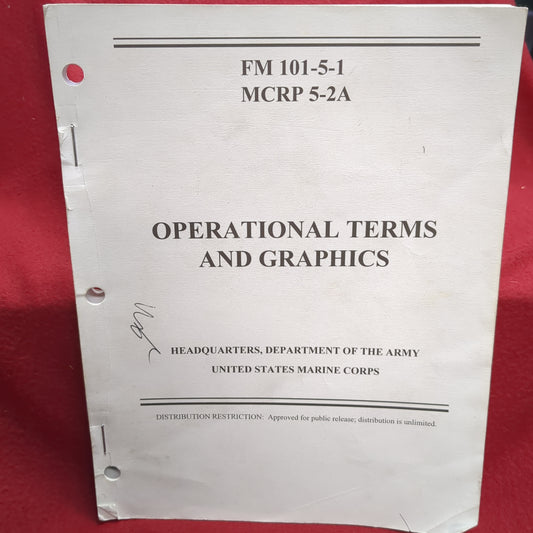 FM 101-5-1
MCRP 5-2A
OPERATIONAL TERMS
AND GRAPHICS
HEADQUARTERS, DEPARTMENT OF THE ARMY
UNITED STATES MARINE CORPS
DISTRIBUTION RESTRICTION: Approved for public release; distribution is unlimited.